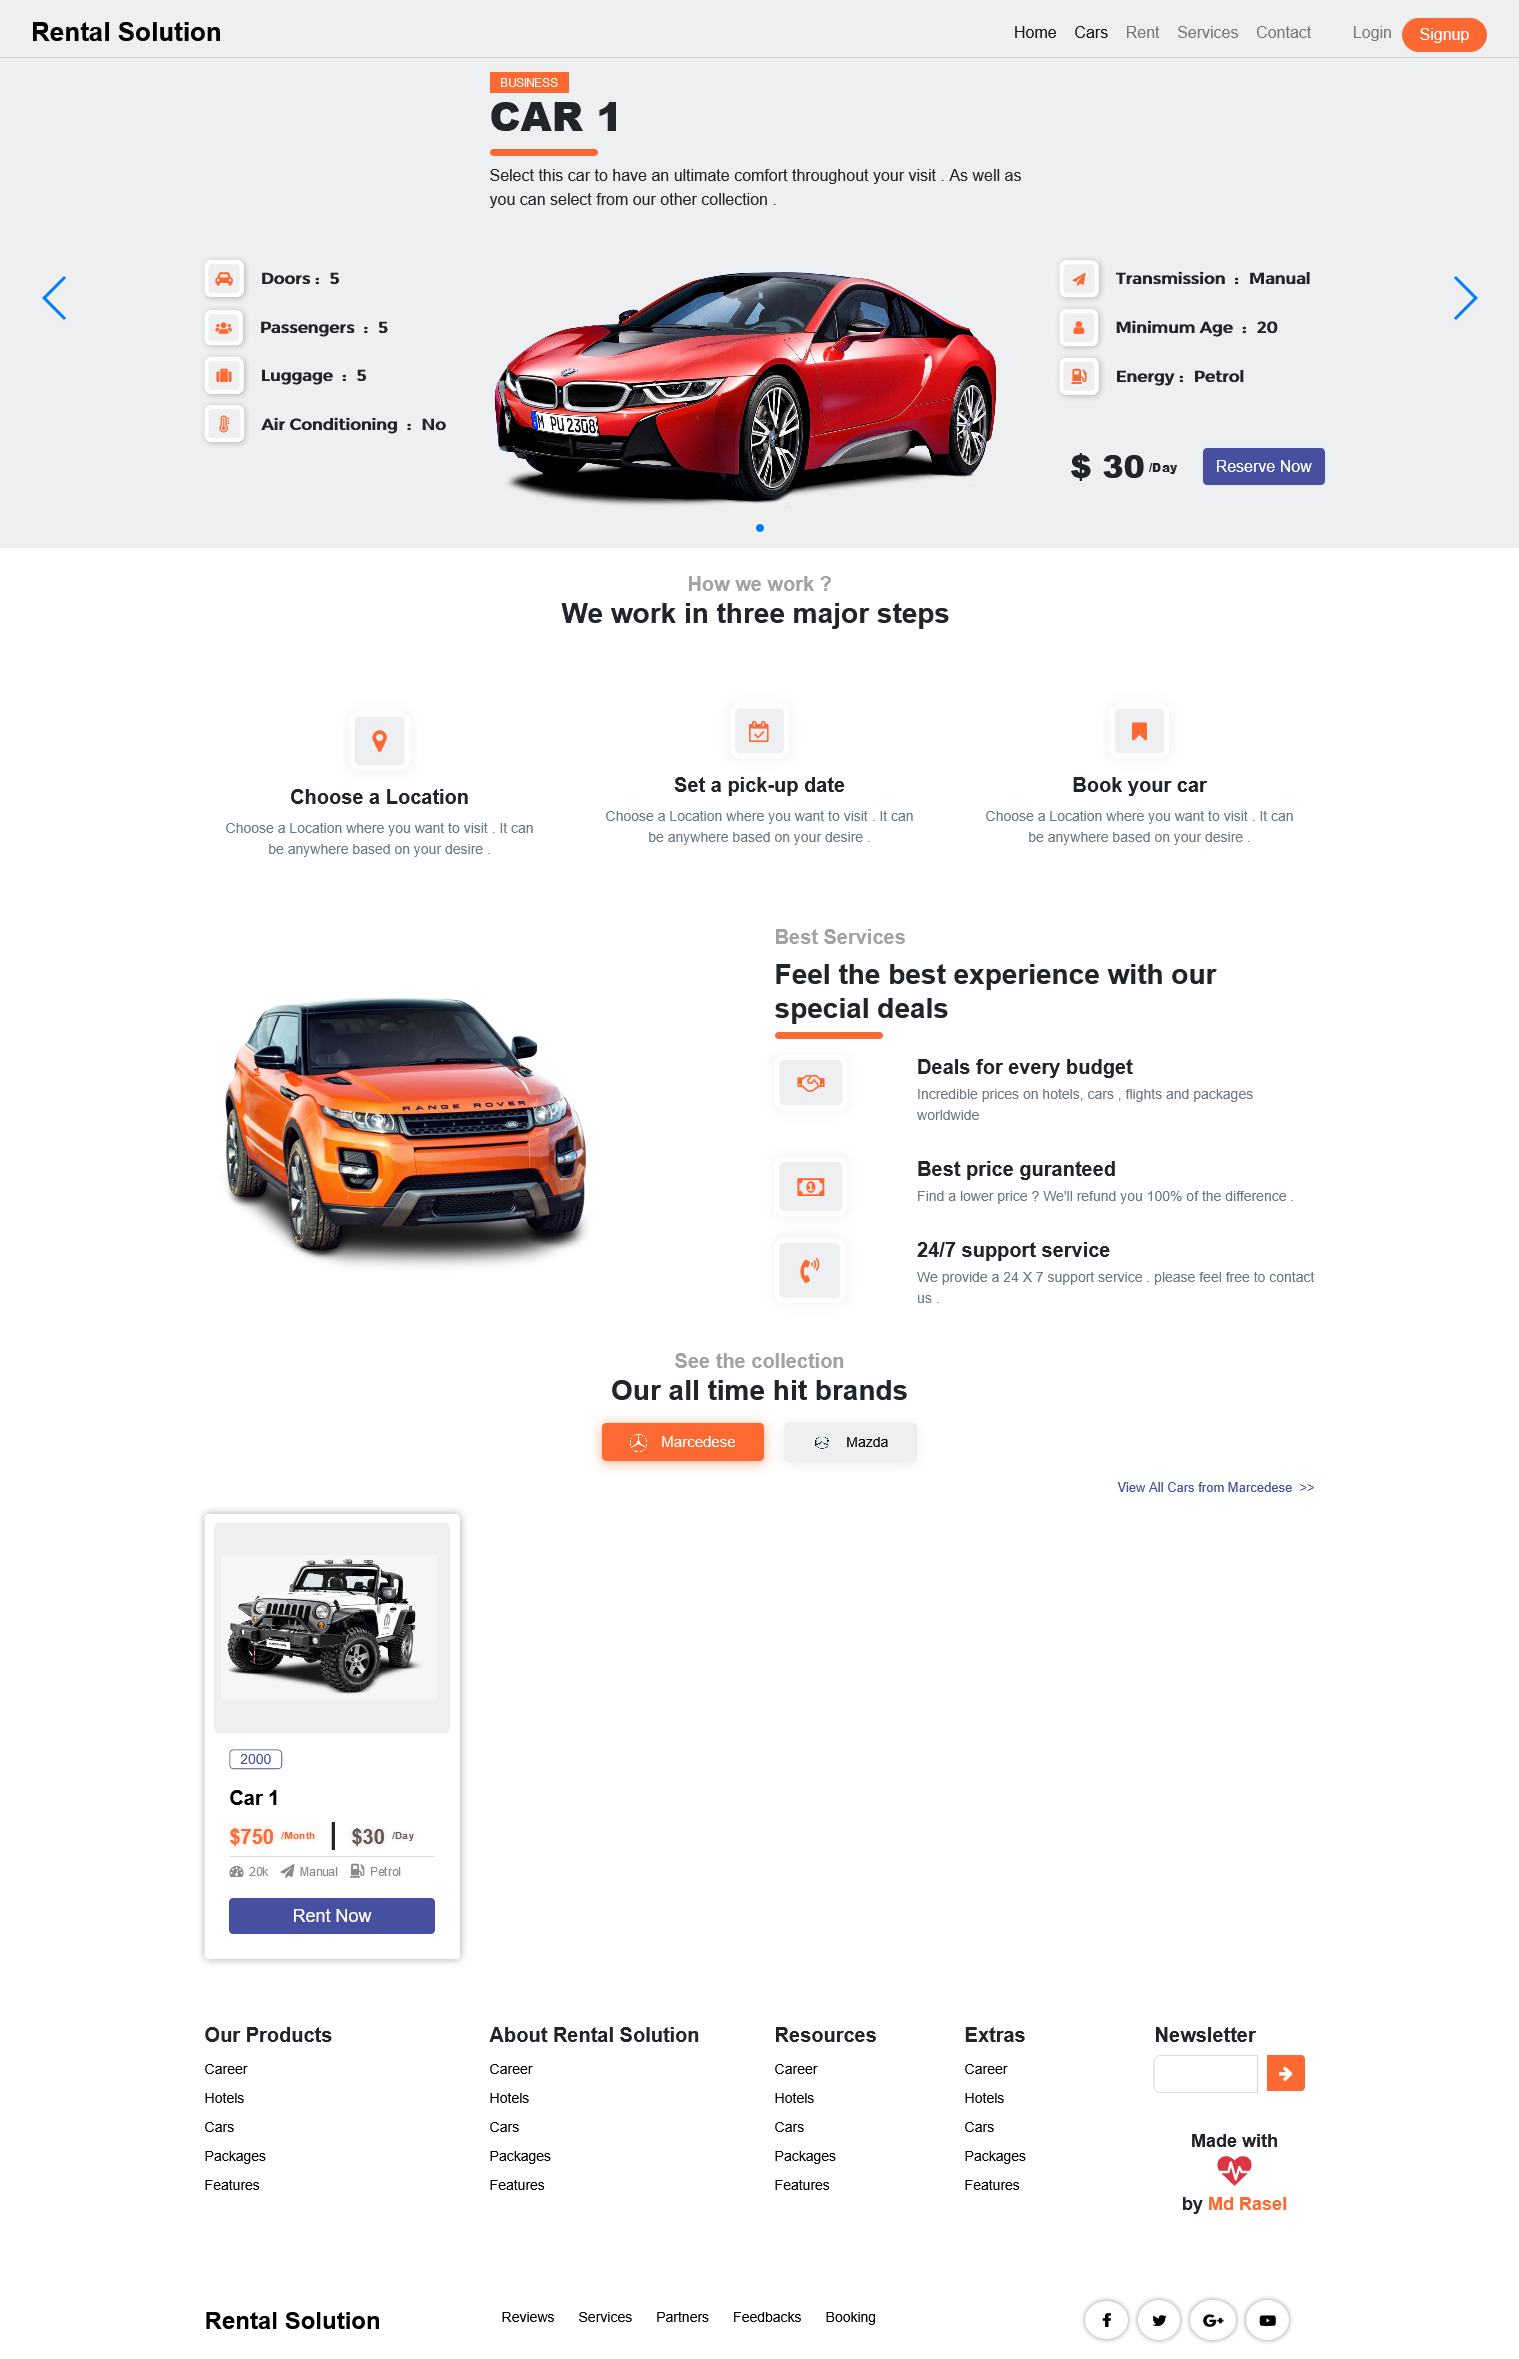 Rental Solution
Home Cars Rent Services Contact Login Signup
BUSINESS
CAR 1
Select this car to have an ultimate comfort throughout your visit . As well as
you can select from our other collection .
Doors : 5
Passengers : 5
Luggage : 5
Air Conditioning : No
M PU 2308
Transmission : Manual
Minimum Age : 20
Energy : Petrol
$ 30 /Day Reserve Now
How we work ?
We work in three major steps
Choose a Location
Choose a Location where you want to visit . It can
be anywhere based on your desire .
Set a pick-up date
Choose a Location where you want to visit . It can
be anywhere based on your desire .
Book your car
Choose a Location where you want to visit . It can
be anywhere based on your desire .
RANGE ROVER
Best Services
Feel the best experience with our
special deals
Deals for every budget
Incredible prices on hotels, cars , flights and packages
worldwide
Best price guranteed
Find a lower price ? We'll refund you 100% of the difference .
24/7 support service
We provide a 24 X 7 support service . please feel free to contact
us .
See the collection
Our all time hit brands
Marcedese Mazda
View All Cars from Marcedese >>
2000
Car 1
$750 /Month $30 /Day
20k Manual Petrol
Rent Now
Our Products
Career
Hotels
Cars
Packages
Features
About Rental Solution
Career
Hotels
Cars
Packages
Features
Resources
Career
Hotels
Cars
Packages
Features
Extras
Career
Hotels
Cars
Packages
Features
Newsletter
Made with
by Md Rasel
Rental Solution
Reviews Services Partners Feedbacks Booking